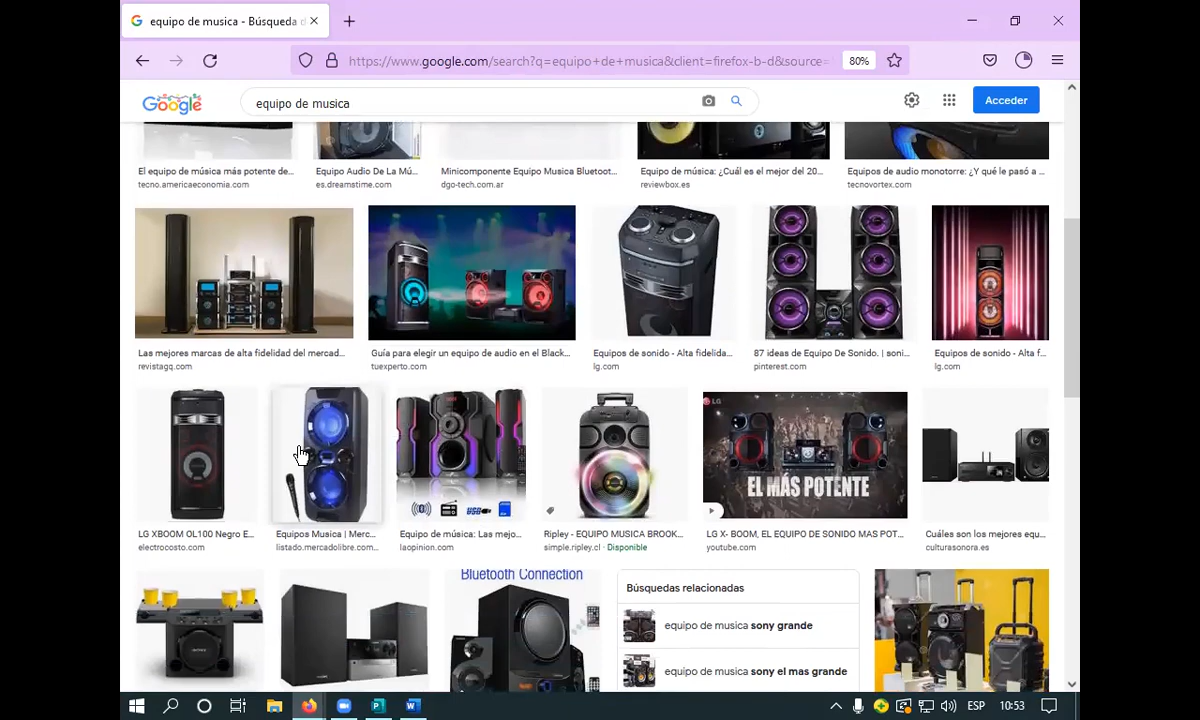 equipo de musica - Búsqueda d
https://www.google.com/search?q=equipo+de+musica&client=firefox-b-d&source=
80%
Google
equipo de musica
Acceder
El equipo de música más potente de...
tecno.americaeconomia.com
Equipo Audio De La Mú...
es.dreamstime.com
Minicomponente Equipo Musica Bluetoot...
dgo-tech.com.ar
Equipo de música: ¿Cuál es el mejor del 20...
reviewbox.es
Equipos de audio monotorre: ¿Y qué le pasó a ...
tecnovortex.com
Las mejores marcas de alta fidelidad del mercad...
revistagq.com
Guía para elegir un equipo de audio en el Black...
tuexperto.com
Equipos de sonido - Alta fidelida...
lg.com
87 ideas de Equipo De Sonido. | soni...
pinterest.com
Equipos de sonido - Alta f...
lg.com
USB
LG
EL MÁS POTENTE
LG XBOOM OL100 Negro E...
electrocosto.com
Equipos Musica | Merc...
listado.mercadolibre.com...
Equipo de música: Las mejo...
laopinion.com
Ripley - EQUIPO MUSICA BROOK...
simple.ripley.cl · Disponible
LG X- BOOM, EL EQUIPO DE SONIDO MAS POT...
youtube.com
Cuáles son los mejores equ...
culturasonora.es
Bluetooth Connection
Búsquedas relacionadas
equipo de musica sony grande
equipo de musica sony el mas grande
ESP
10:53